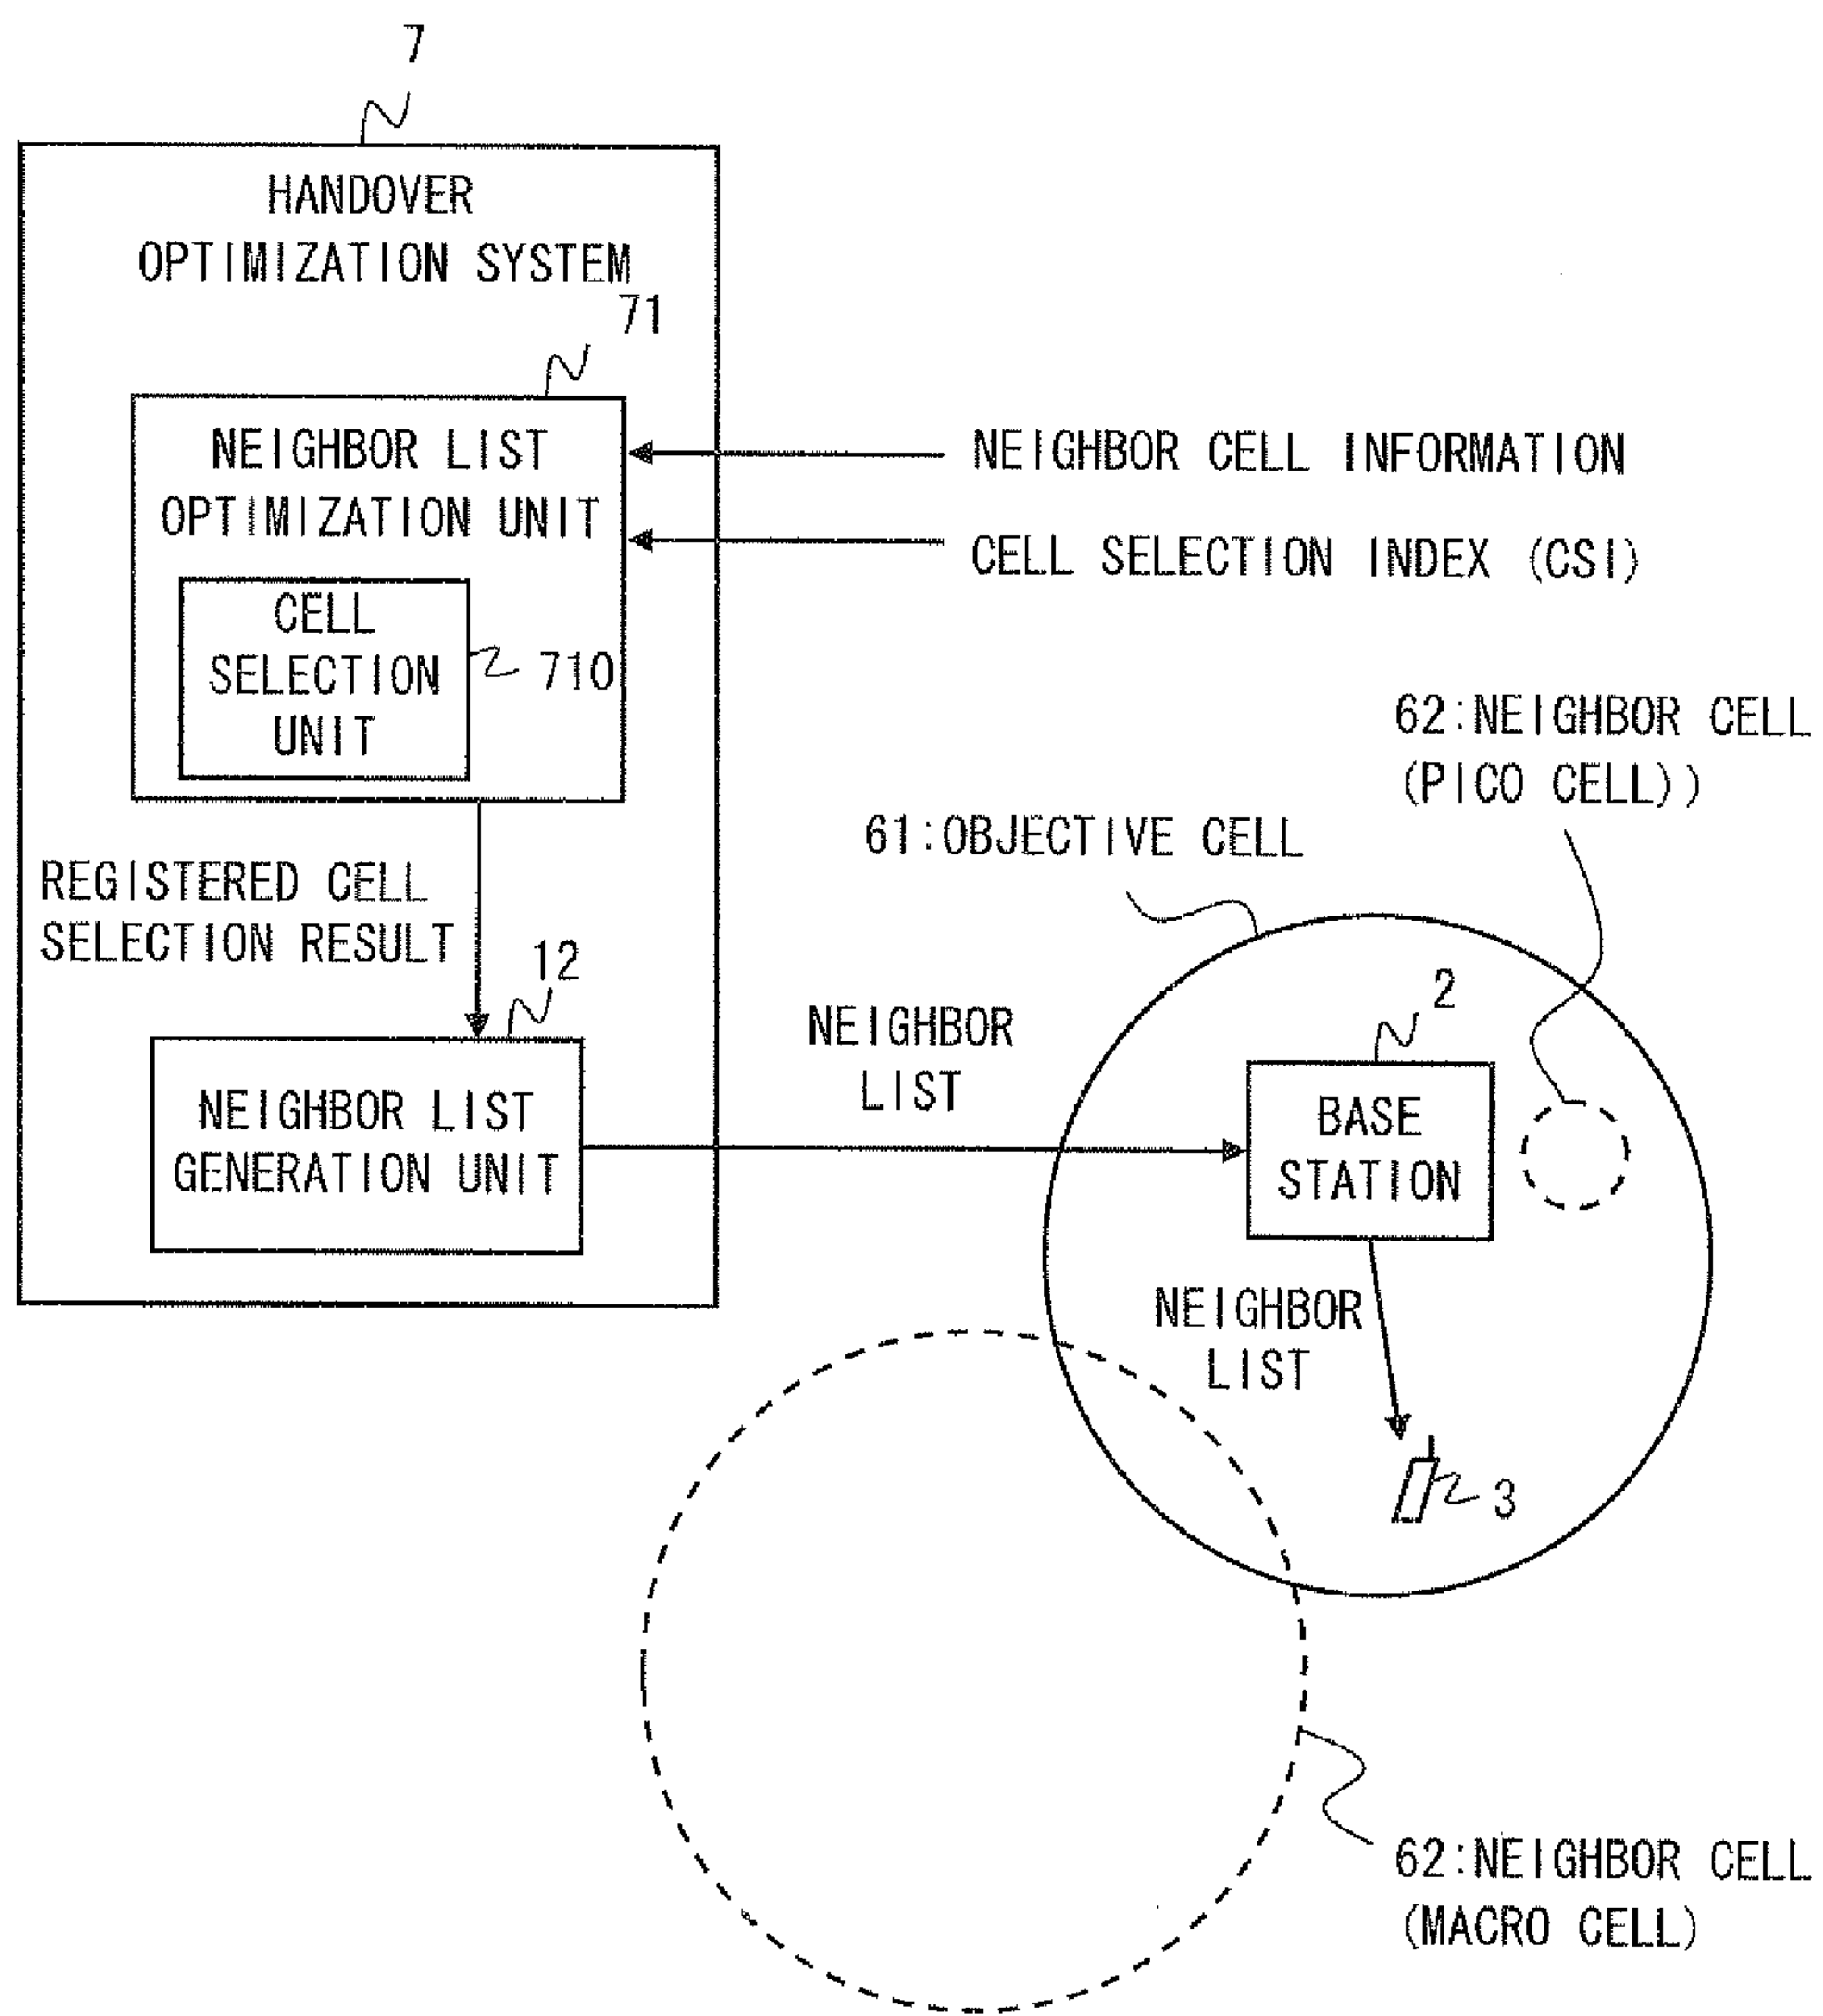 7
HANDOVER
OPTIMIZATION SYSTEM
71
NEIGHBOR LIST
OPTIMIZATION UNIT
NEIGHBOR CELL INFORMATION
CELL SELECTION INDEX (CSI)
CELL
SELECTION
UNIT
710
62:NEIGHBOR CELL
(PICO CELL))
61:OBJECTIVE CELL
REGISTERED CELL
SELECTION RESULT
12
NEIGHBOR LIST
GENERATION UNIT
NEIGHBOR
LIST
2
BASE
STATION
NEIGHBOR
LIST
3
62:NEIGHBOR CELL
(MACRO CELL)